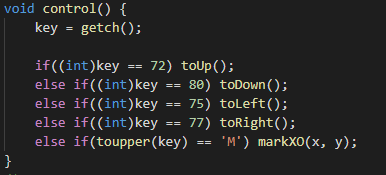 void control() {
    key = getch();

    if((int)key == 72) toUp();
    else if((int)key == 80) toDown();
    else if((int)key == 75) toLeft();
    else if((int)key == 77) toRight();
    else if(toupper(key) == 'M') markXO(x, y);
}